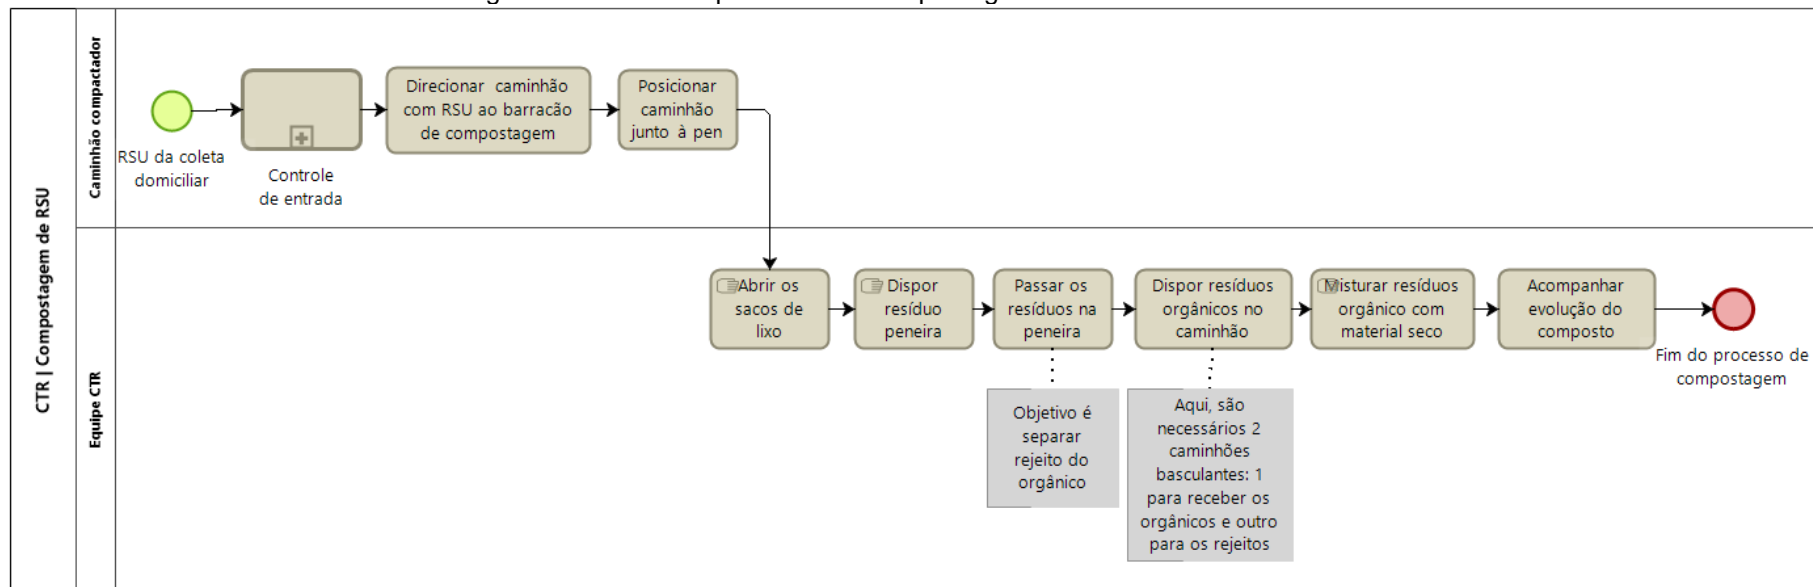 CTR | Compostagem de RSU
Caminhão compactador
RSU da coleta
domiciliar
Controle
de entrada
Direcionar caminhão
com RSU ao barracão
de compostagem
Posicionar
caminhão
junto à pen
Equipe CTR
Abrir os
sacos de
lixo
Dispor
resíduo
peneira
Passar os
resíduos na
peneira
Dispor resíduos
orgânicos no
caminhão
Misturar resíduos
orgânico com
material seco
Acompanhar
evolução do
composto
Fim do processo de
compostagem
Objetivo é
separar
rejeito do
orgânico
Aqui, são
necessários 2
caminhões
basculantes: 1
para receber os
orgânicos e outro
para os rejeitos